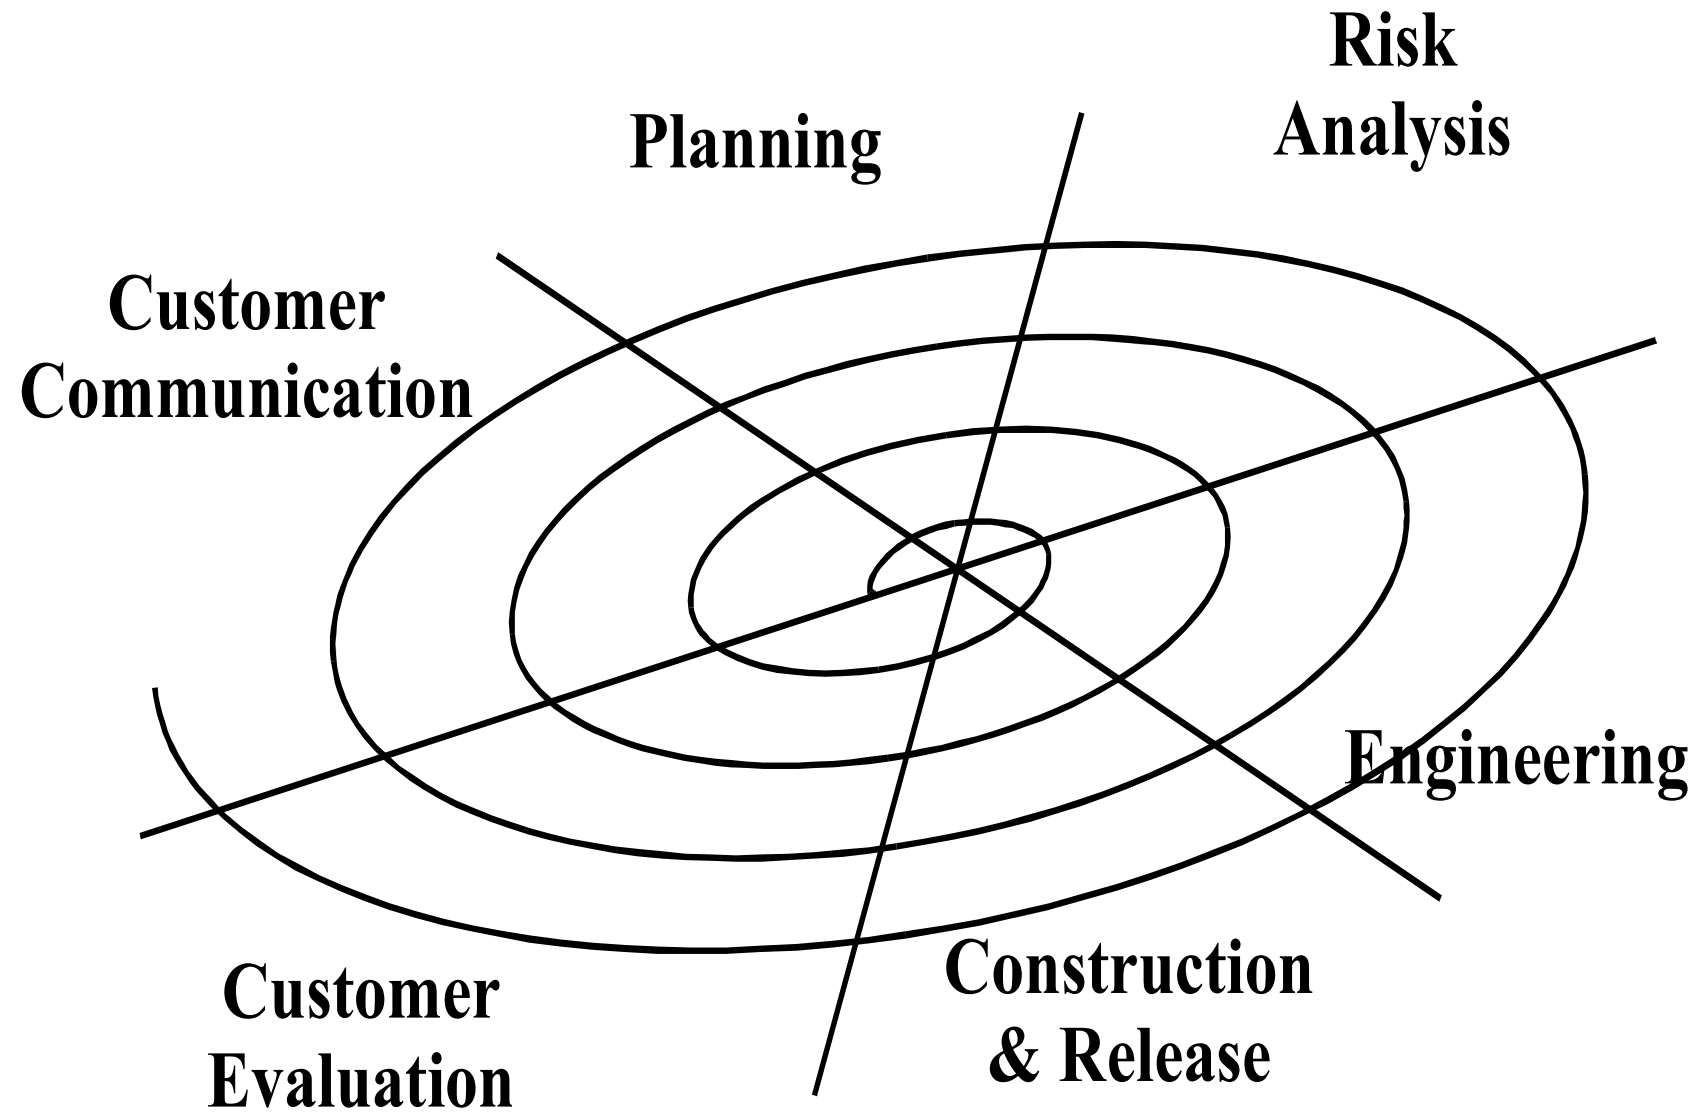 Risk
Analysis
Planning
Customer
Communication
Engineering
Construction
& Release
Customer
Evaluation